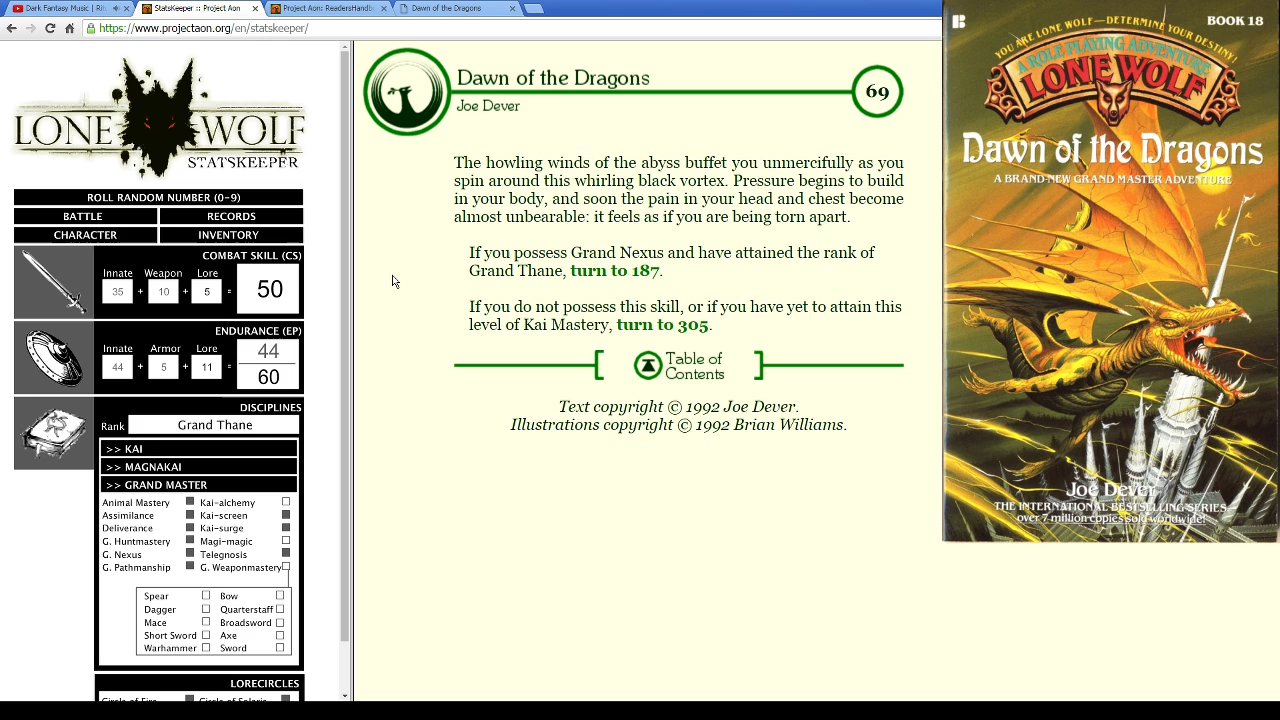 Dark Fantasy Music | Rit
StatsKeeper :: Project Aon
Project Aon: ReadersHandb
Dawn of the Dragons
https://www.projectaon.org/en/statskeeper/
LONE WOLF
STATSKEEPER
ROLL RANDOM NUMBER (0-9)
BATTLE RECORDS
CHARACTER INVENTORY
COMBAT SKILL (CS)
Innate Weapon Lore
35 + 10 + 5 = 50
ENDURANCE (EP)
Innate Armor Lore
44
44 + 5 + 11 = 60
DISCIPLINES
Rank Grand Thane
>> KAI
>> MAGNAKAI
>> GRAND MASTER
Animal Mastery Kai-alchemy
Assimilance Kai-screen
Deliverance Kai-surge
G. Huntmastery Magi-magic
G. Nexus Telegnosis
G. Pathmanship G. Weaponmastery
Spear Bow
Dagger Quarterstaff
Mace Broadsword
Short Sword Axe
Warhammer Sword
LORECIRCLES
Circle of Fire Circle of Solaris
Dawn of the Dragons
Joe Dever
69
The howling winds of the abyss buffet you unmercifully as you
spin around this whirling black vortex. Pressure begins to build
in your body, and soon the pain in your head and chest become
almost unbearable: it feels as if you are being torn apart.
If you possess Grand Nexus and have attained the rank of
Grand Thane, turn to 187.
If you do not possess this skill, or if you have yet to attain this
level of Kai Mastery, turn to 305.
Table of
Contents
Text copyright © 1992 Joe Dever.
Illustrations copyright © 1992 Brian Williams.
B
BOOK 18
YOU ARE LONE WOLF—DETERMINE YOUR DESTINY!
A ROLE PLAYING ADVENTURE
LONE WOLF
Dawn of the Dragons
A BRAND-NEW GRAND MASTER ADVENTURE
Joe Dever
THE INTERNATIONAL BESTSELLING SERIES—
over 7 million copies sold worldwide!